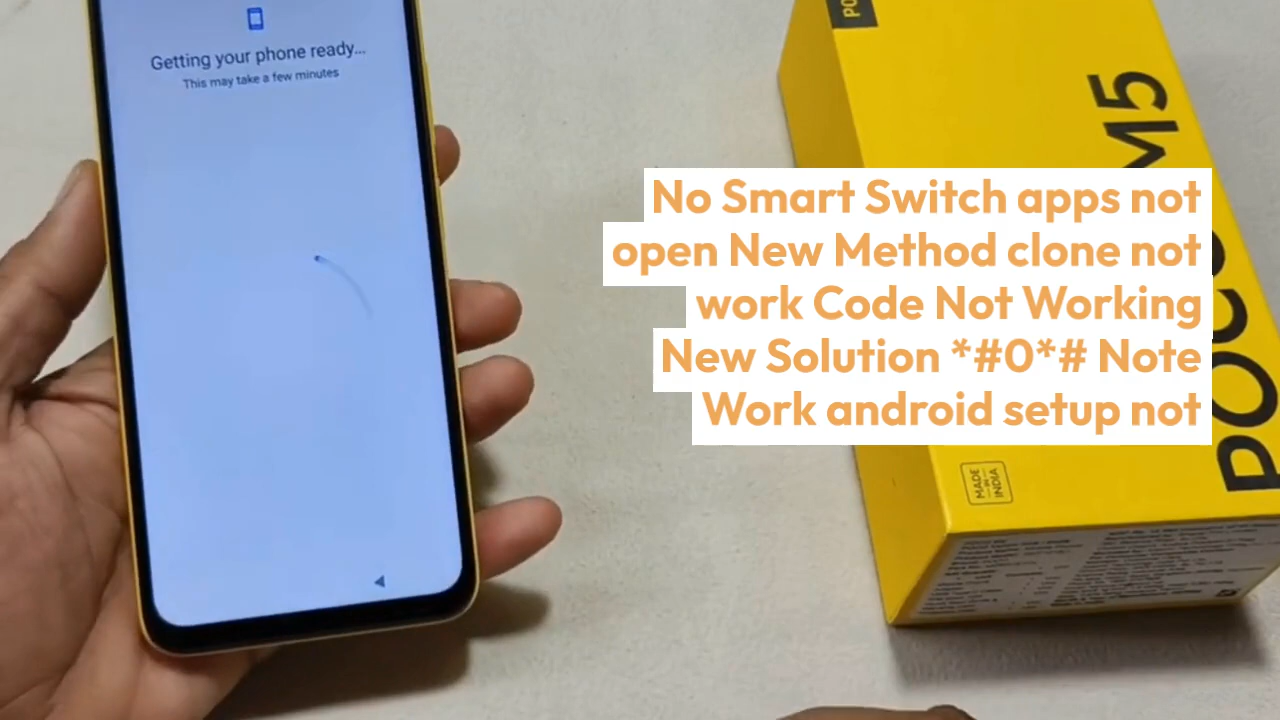 Getting your phone ready...
This may take a few minutes
No Smart Switch apps not
open New Method clone not
work Code Not Working
New Solution *#0*# Note
Work android setup not
M5
POCO
MADE
IN
INDIA